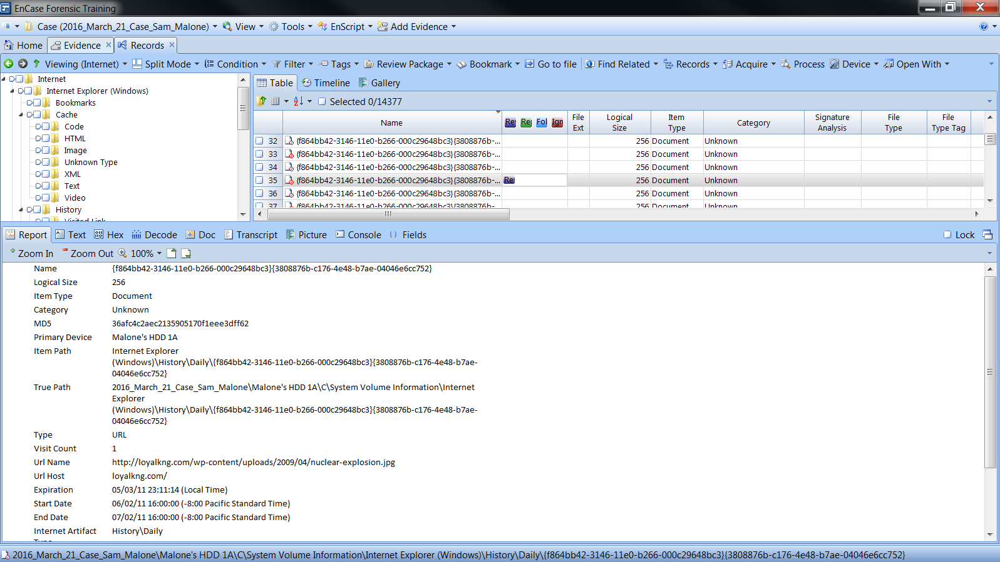 EnCase Forensic Training
Case (2016_March_21_Case_Sam_Malone) View Tools EnScript Add Evidence
Home Evidence Records
Viewing (Internet) Split Mode Condition Filter Tags Review Package Bookmark Go to file Find Related Records Acquire Process Device Open With
Internet
Internet Explorer (Windows)
Bookmarks
Cache
Code
HTML
Image
Unknown Type
XML
Text
Video
History
Visited Link
Table Timeline Gallery
Selected 0/14377
Name Re Re Fol Ign File Ext Logical Size Item Type Category Signature Analysis File Type File Type Tag
32 {f864bb42-3146-11e0-b266-000c29648bc3}{3808876b-... 256 Document Unknown
33 {f864bb42-3146-11e0-b266-000c29648bc3}{3808876b-... 256 Document Unknown
34 {f864bb42-3146-11e0-b266-000c29648bc3}{3808876b-... 256 Document Unknown
35 {f864bb42-3146-11e0-b266-000c29648bc3}{3808876b-... Re 256 Document Unknown
36 {f864bb42-3146-11e0-b266-000c29648bc3}{3808876b-... 256 Document Unknown
37 {f864bb42-3146-11e0-b266-000c29648bc3}{3808876b- 256 Document Unknown
Report Text Hex Decode Doc Transcript Picture Console Fields Lock
Zoom In Zoom Out 100%
Name {f864bb42-3146-11e0-b266-000c29648bc3}{3808876b-c176-4e48-b7ae-04046e6cc752}
Logical Size 256
Item Type Document
Category Unknown
MD5 36afc4c2aec2135905170f1eee3dff62
Primary Device Malone's HDD 1A
Item Path Internet Explorer
(Windows)\History\Daily\{f864bb42-3146-11e0-b266-000c29648bc3}{3808876b-c176-4e48-b7ae-
04046e6cc752}
True Path 2016_March_21_Case_Sam_Malone\Malone's HDD 1A\C\System Volume Information\Internet
Explorer
(Windows)\History\Daily\{f864bb42-3146-11e0-b266-000c29648bc3}{3808876b-c176-4e48-b7ae-
04046e6cc752}
Type URL
Visit Count 1
Url Name http://loyalkng.com/wp-content/uploads/2009/04/nuclear-explosion.jpg
Url Host loyalkng.com/
Expiration 05/03/11 23:11:14 (Local Time)
Start Date 06/02/11 16:00:00 (-8:00 Pacific Standard Time)
End Date 07/02/11 16:00:00 (-8:00 Pacific Standard Time)
Internet Artifact History\Daily
Type
2016_March_21_Case_Sam_Malone\Malone's HDD 1A\C\System Volume Information\Internet Explorer (Windows)\History\Daily\{f864bb42-3146-11e0-b266-000c29648bc3}{3808876b-c176-4e48-b7ae-04046e6cc752}